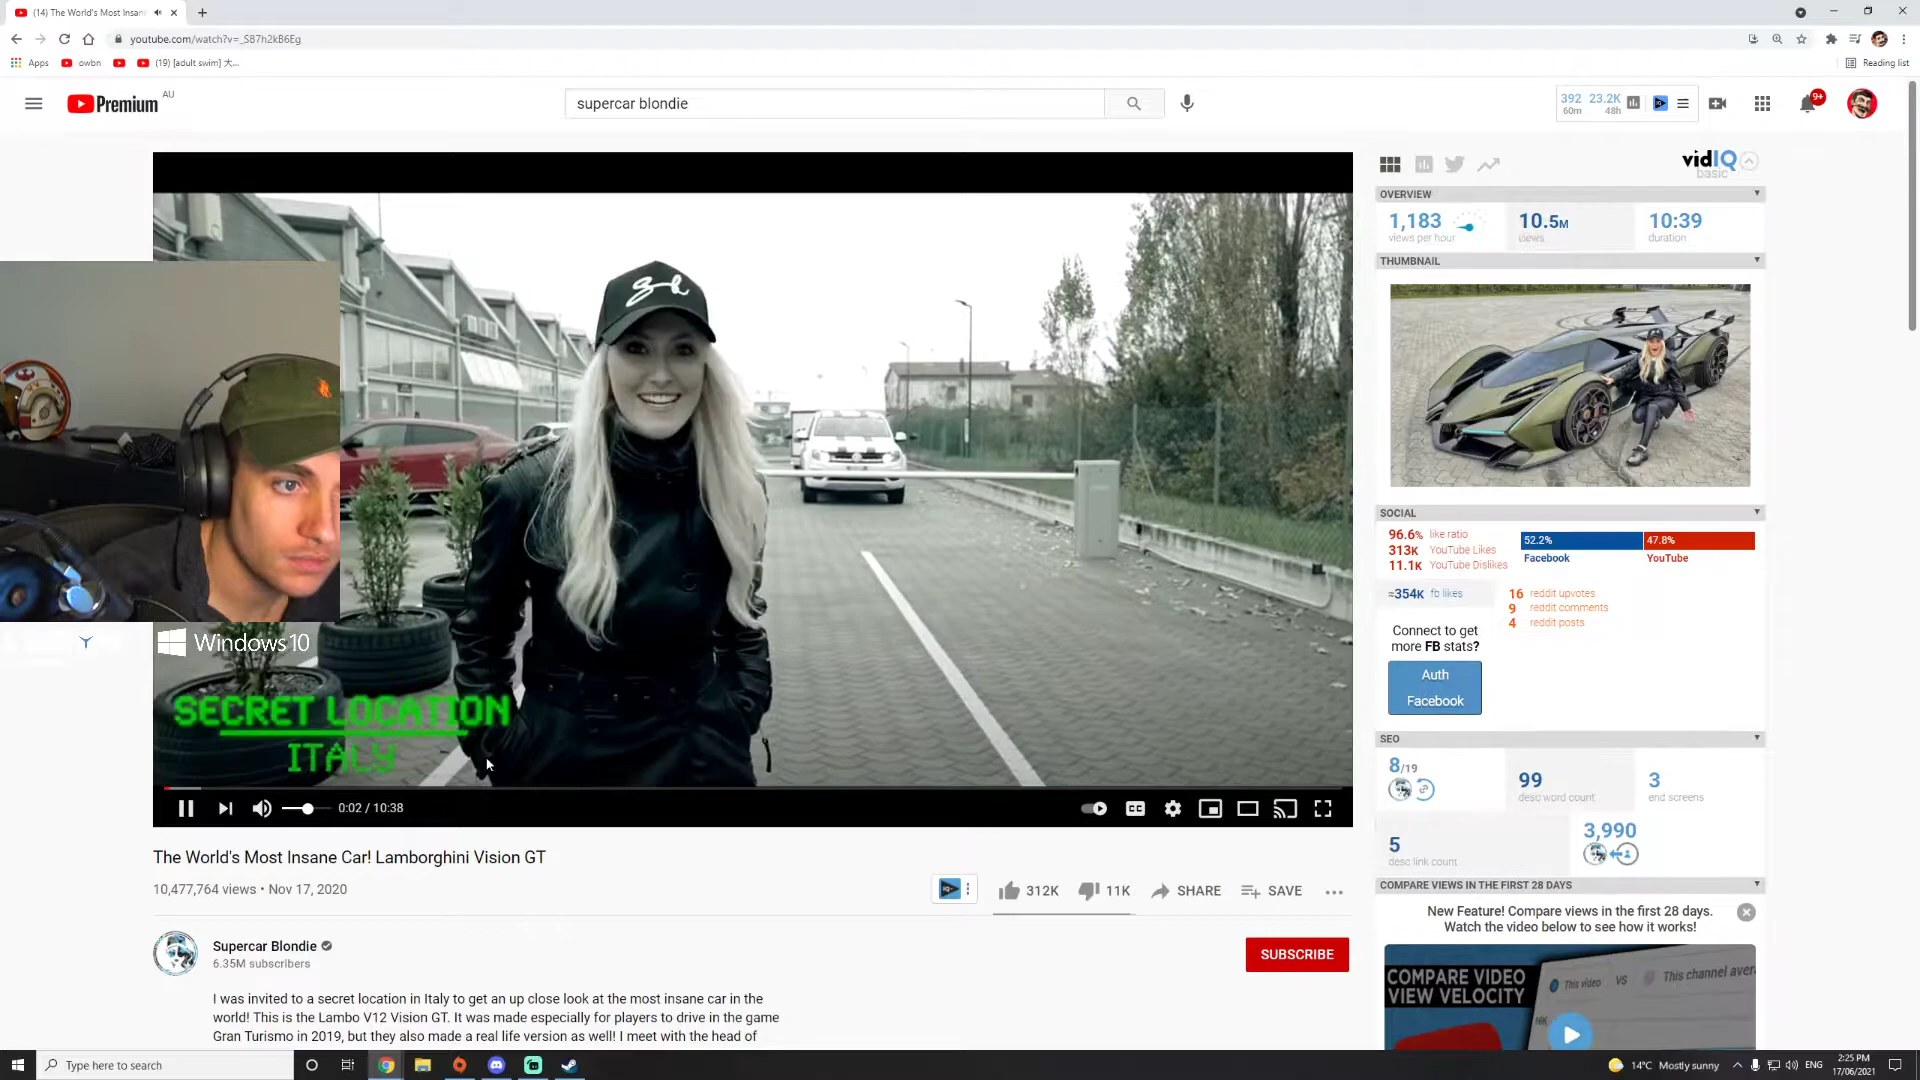 (14) The World's Most Insane
youtube.com/watch?v=_SB7h2kB6Eg
Apps
owbn
(19) [adult swim] 大...
Reading list
Premium
AU
supercar blondie
392 23.2K
60m 48h
9+
vidIQ
basic
OVERVIEW
1,183
views per hour
10.5M
views
10:39
duration
THUMBNAIL
SOCIAL
96.6% like ratio
313K YouTube Likes
11.1K YouTube Dislikes
52.2% 47.8%
Facebook YouTube
≈354K fb likes
16 reddit upvotes
9 reddit comments
4 reddit posts
Connect to get
more FB stats?
Auth
Facebook
SEO
8/19
99
desc word count
3
end screens
5
desc link count
3,990
COMPARE VIEWS IN THE FIRST 28 DAYS
New Feature! Compare views in the first 28 days.
Watch the video below to see how it works!
COMPARE VIDEO
VIEW VELOCITY
This video VS This channel aver
Windows 10
SECRET LOCATION
ITALY
0:02 / 10:38
CC
The World's Most Insane Car! Lamborghini Vision GT
10,477,764 views • Nov 17, 2020
312K 11K SHARE SAVE
Supercar Blondie
6.35M subscribers
SUBSCRIBE
I was invited to a secret location in Italy to get an up close look at the most insane car in the
world! This is the Lambo V12 Vision GT. It was made especially for players to drive in the game
Gran Turismo in 2019, but they also made a real life version as well! I meet with the head of
Type here to search
14°C Mostly sunny
ENG
2:25 PM
17/06/2021